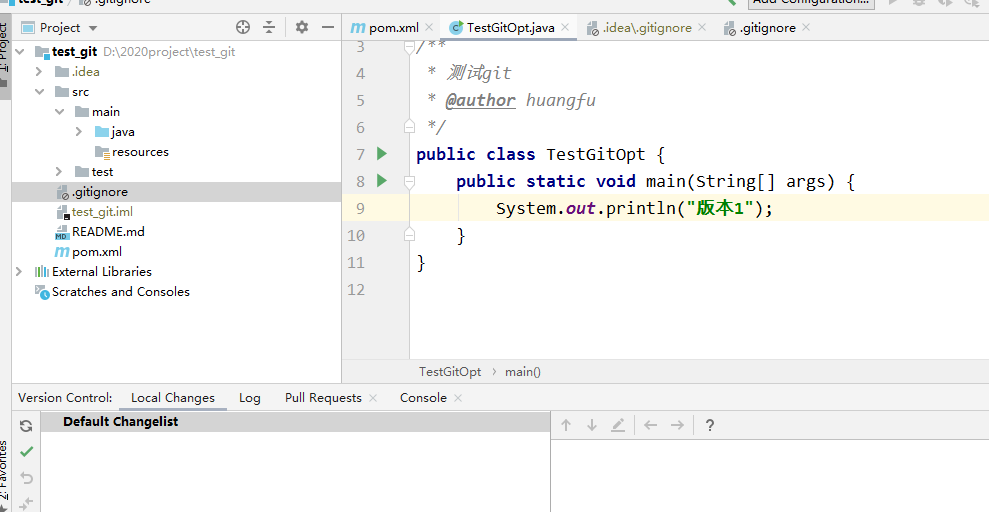 test_git .gitignore
Add Configuration...
1: Project
Project
pom.xml TestGitOpt.java .idea\.gitignore .gitignore
test_git D:\2020project\test_git
.idea
src
main
java
resources
test
.gitignore
test_git.iml
README.md
pom.xml
External Libraries
Scratches and Consoles
3 /**
4 * 测试git
5 * @author huangfu
6 */
7 public class TestGitOpt {
8 public static void main(String[] args) {
9 System.out.println("版本1");
10 }
11 }
12
TestGitOpt main()
Version Control: Local Changes Log Pull Requests Console
Default Changelist
?
2: Favorites